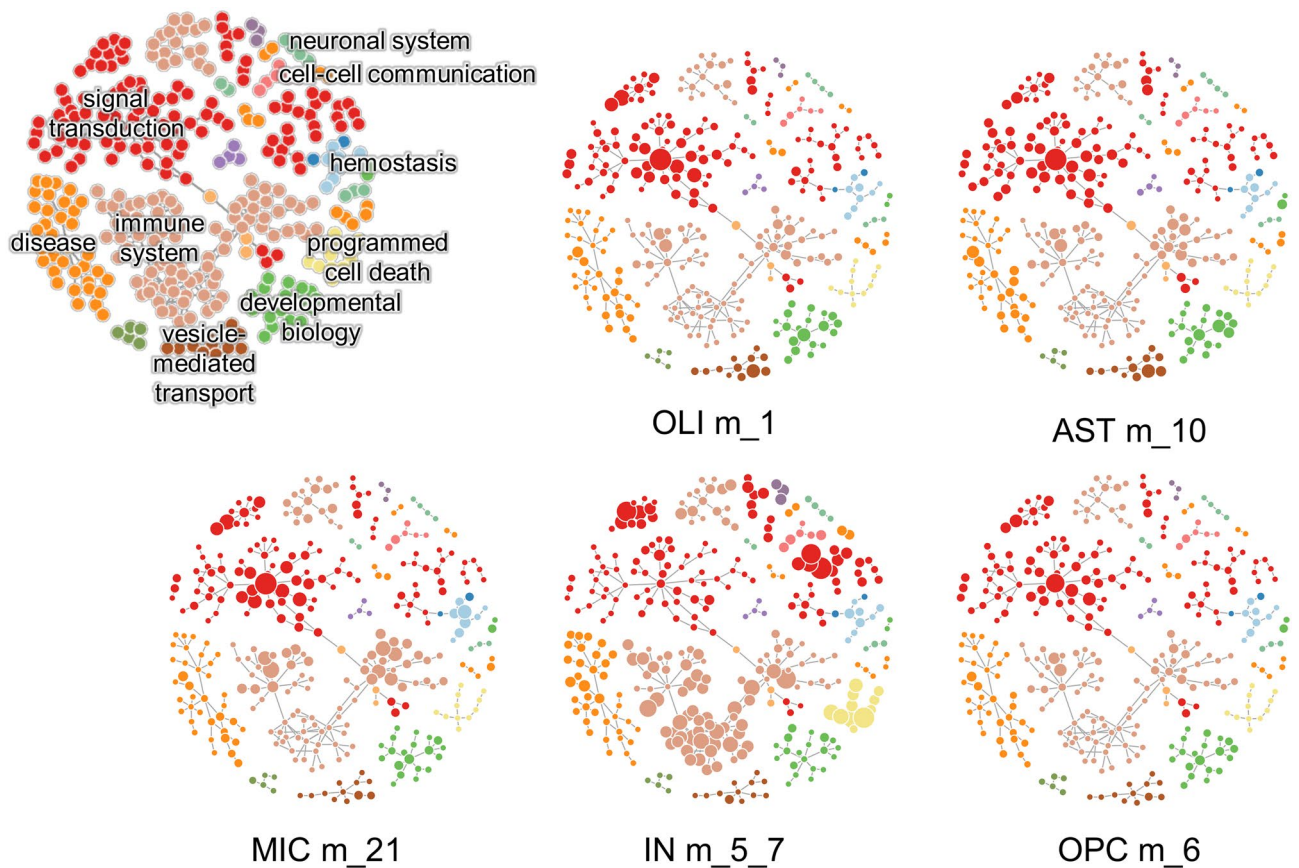 neuronal system
cell-cell communication
signal
transduction
hemostasis
immune
system
disease
programmed
cell death
developmental
biology
vesicle-
mediated
transport
OLI m_1
AST m_10
MIC m_21
IN m_5_7
OPC m_6